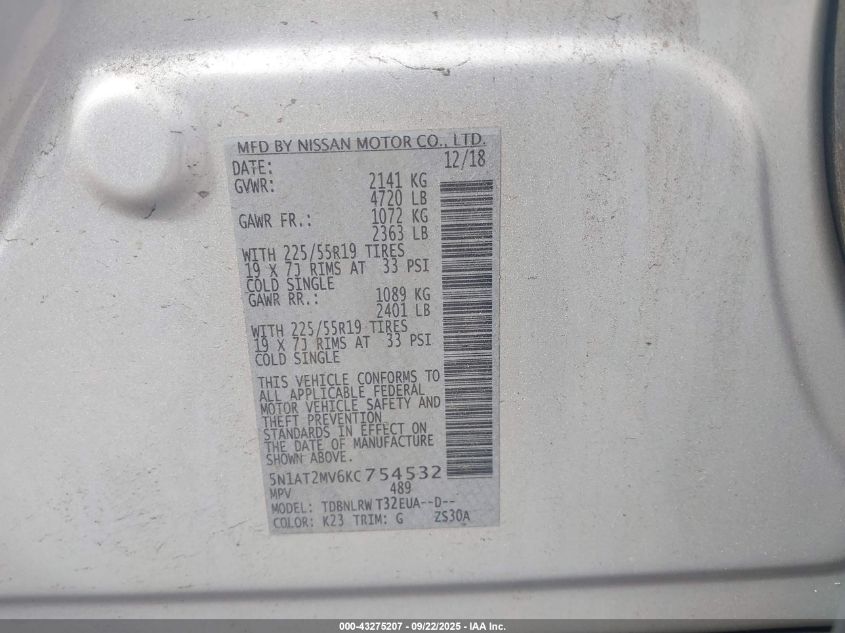 MFD BY NISSAN MOTOR CO., LTD.
DATE: 12/18
GVWR: 2141 KG
4720 LB
GAWR FR.: 1072 KG
2363 LB
WITH 225/55R19 TIRES
19 X 7J RIMS AT 33 PSI
COLD SINGLE
GAWR RR.: 1089 KG
2401 LB
WITH 225/55R19 TIRES
19 X 7J RIMS AT 33 PSI
COLD SINGLE
THIS VEHICLE CONFORMS TO
ALL APPLICABLE FEDERAL
MOTOR VEHICLE SAFETY AND
THEFT PREVENTION
STANDARDS IN EFFECT ON
THE DATE OF MANUFACTURE
SHOWN ABOVE.
5N1AT2MV6KC754532
MPV 489
MODEL: TDBNLRW T32EUA--D--
COLOR: K23 TRIM: G ZS30A
000-43275207 - 09/22/2025 - IAA Inc.